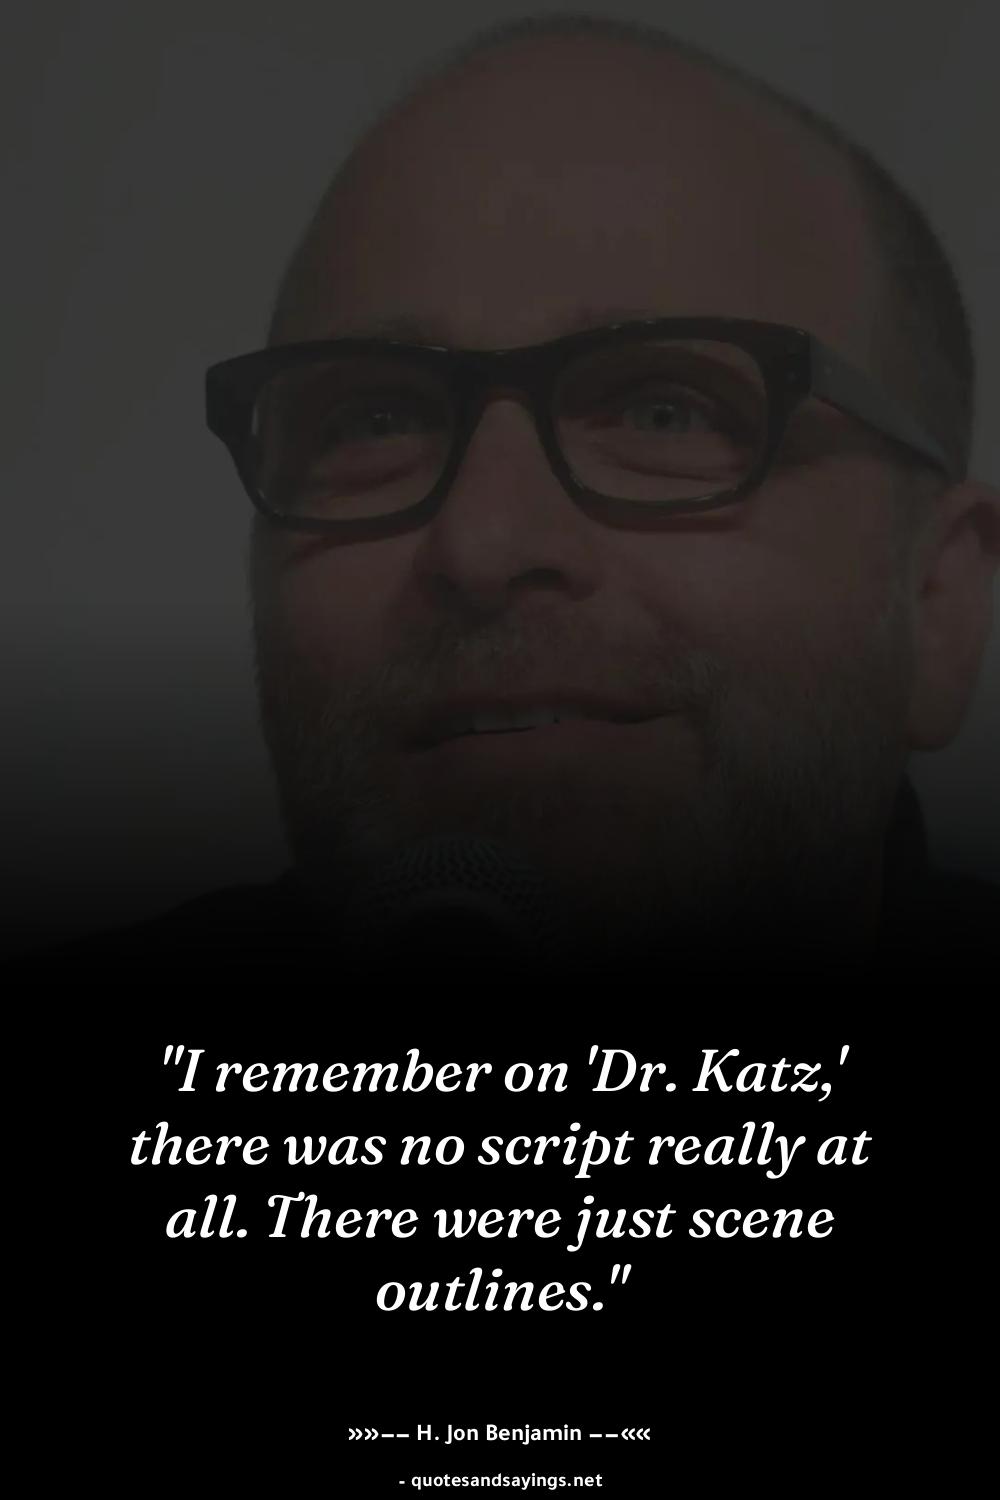 "I remember on 'Dr. Katz,'
there was no script really at
all. There were just scene
outlines."
»»–– H. Jon Benjamin ––««
- quotesandsayings.net